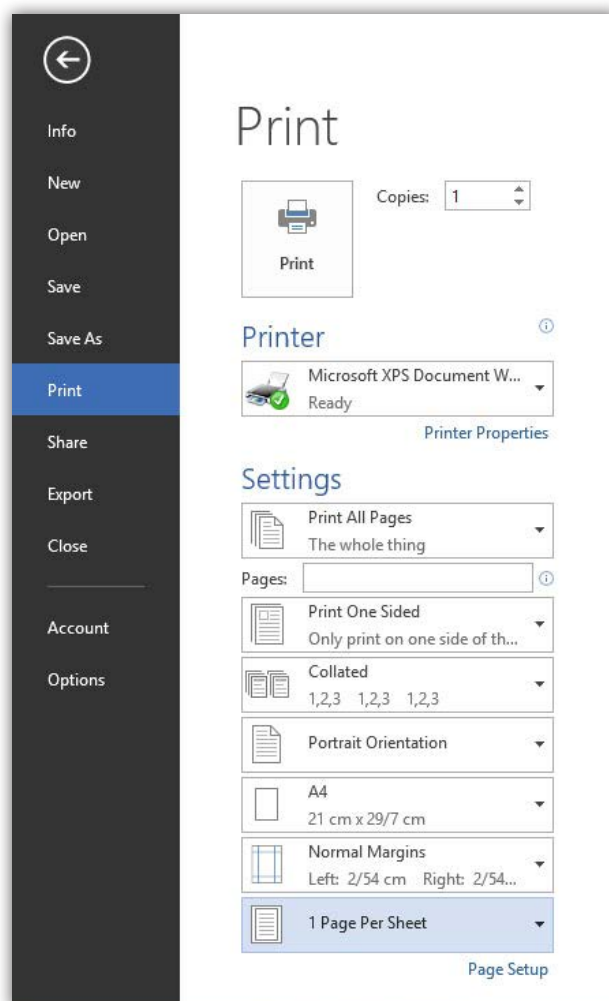 Info
New
Open
Save
Save As
Print
Share
Export
Close
Account
Options
Print
Print
Copies: 1
Printer
Microsoft XPS Document W...
Ready
Printer Properties
Settings
Print All Pages
The whole thing
Pages:
Print One Sided
Only print on one side of th...
Collated
1,2,3 1,2,3 1,2,3
Portrait Orientation
A4
21 cm x 29/7 cm
Normal Margins
Left: 2/54 cm Right: 2/54...
1 Page Per Sheet
Page Setup